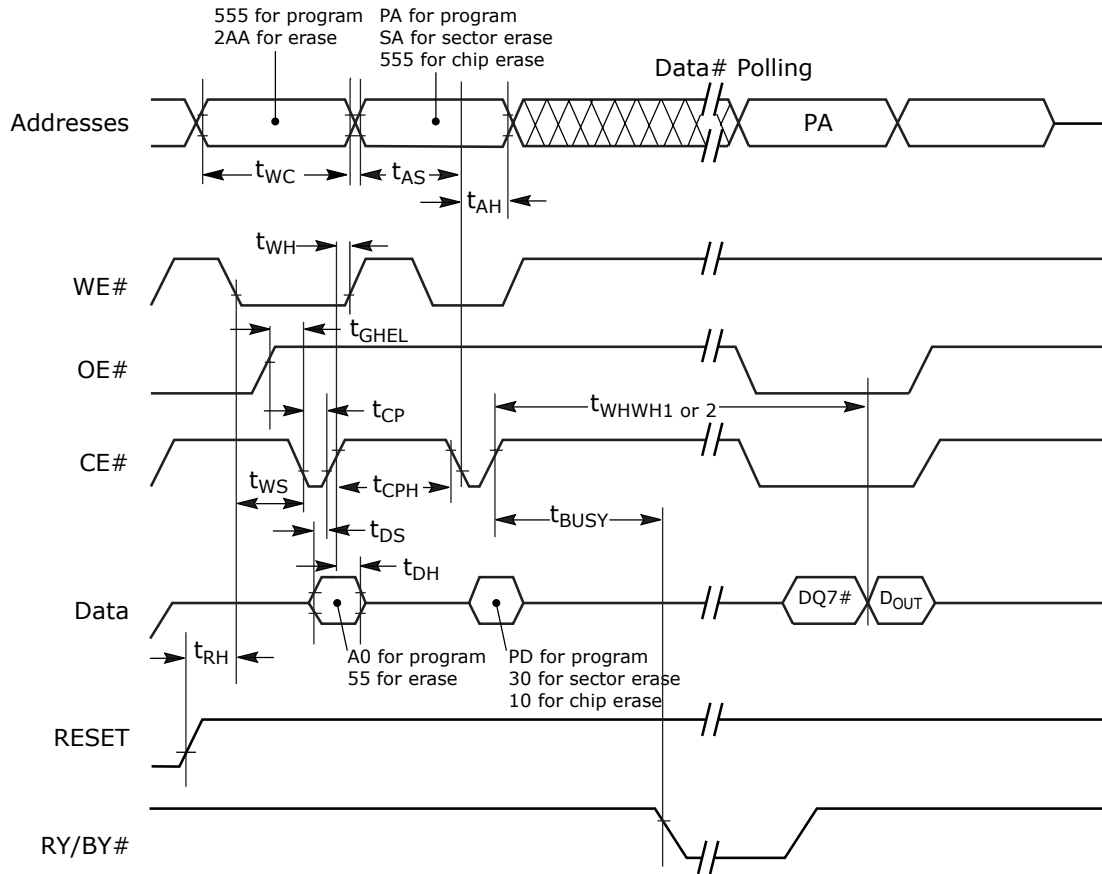 555 for program
2AA for erase
PA for program
SA for sector erase
555 for chip erase
Data# Polling
Addresses
PA
tWC
tAS
tAH
tWH
WE#
tGHEL
OE#
tWHWH1 or 2
tCP
CE#
tWS
tCPH
tBUSY
tDS
tDH
Data
DQ7#
DOUT
tRH
A0 for program
55 for erase
PD for program
30 for sector erase
10 for chip erase
RESET
RY/BY#